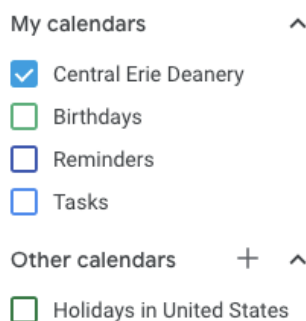 My calendars
Central Erie Deanery
Birthdays
Reminders
Tasks
Other calendars
Holidays in United States